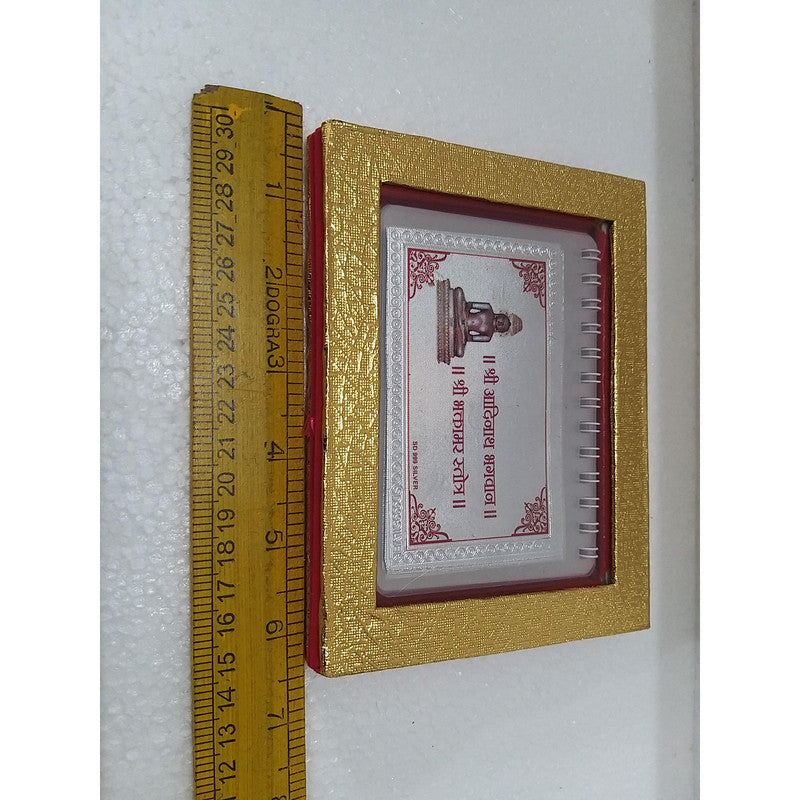 12 13 14 15 16 17 18 19 20 21 22 23 24 25 26 27 28 29 30
1 2 DOGRA 3 4 5 6 7
॥ श्री आदिनाथ भगवान ॥
॥ श्री भक्तामर स्तोत्र ॥
SD 999 SILVER